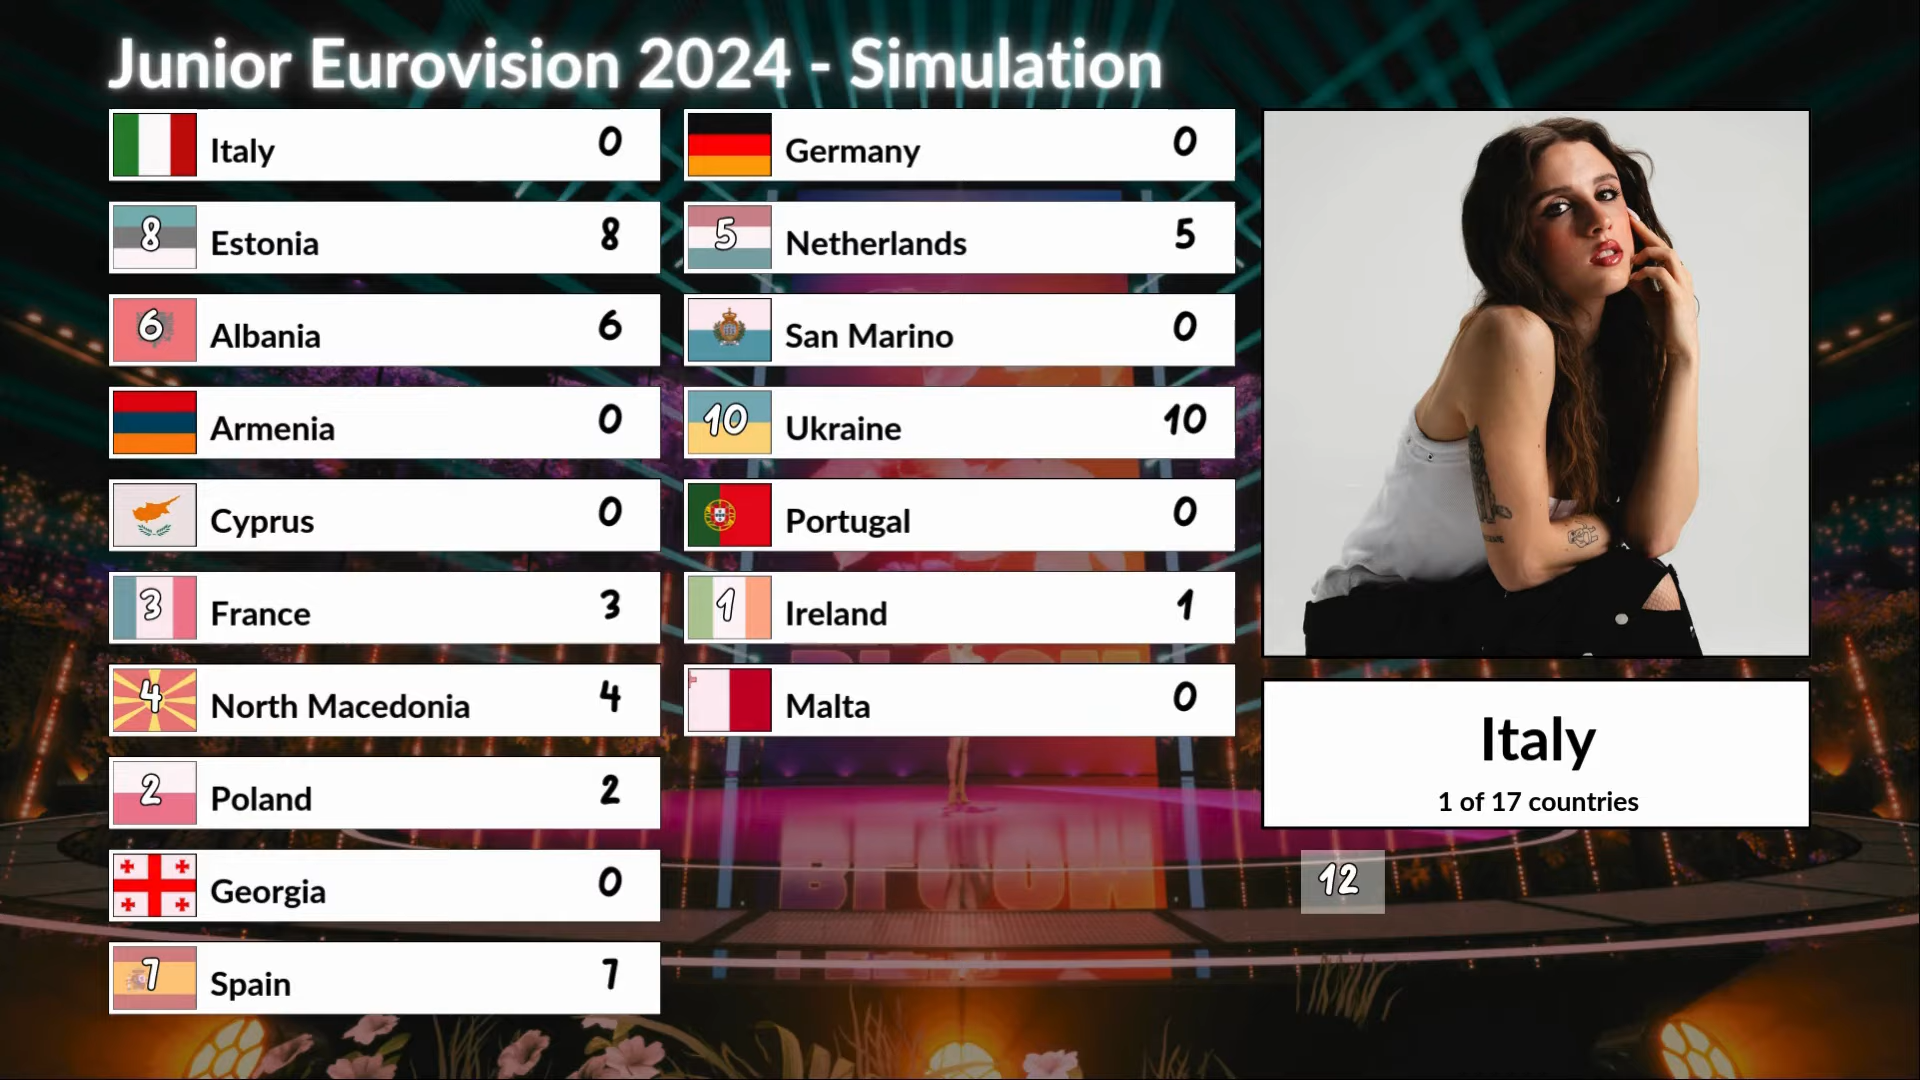 Junior Eurovision 2024 - Simulation
Italy 0
8 Estonia 8
6 Albania 6
Armenia 0
Cyprus 0
3 France 3
4 North Macedonia 4
2 Poland 2
Georgia 0
7 Spain 7
Germany 0
5 Netherlands 5
San Marino 0
10 Ukraine 10
Portugal 0
1 Ireland 1
Malta 0
Italy
1 of 17 countries
12